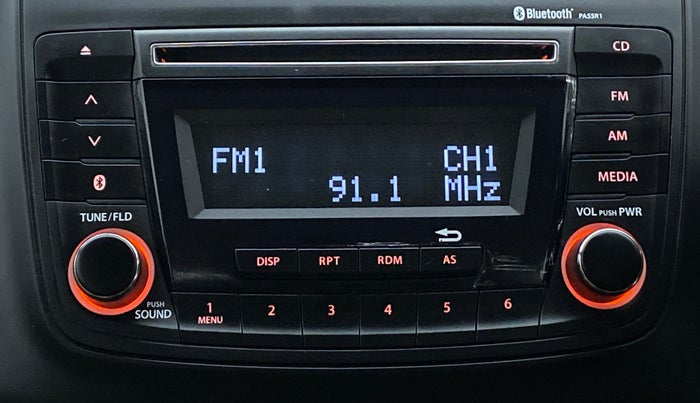 Bluetooth® PA5SR1
CD
FM
AM
MEDIA
FM1 CH1
91.1 MHz
TUNE/FLD
VOL PUSH PWR
DISP RPT RDM AS
PUSH
SOUND
1 2 3 4 5 6
MENU